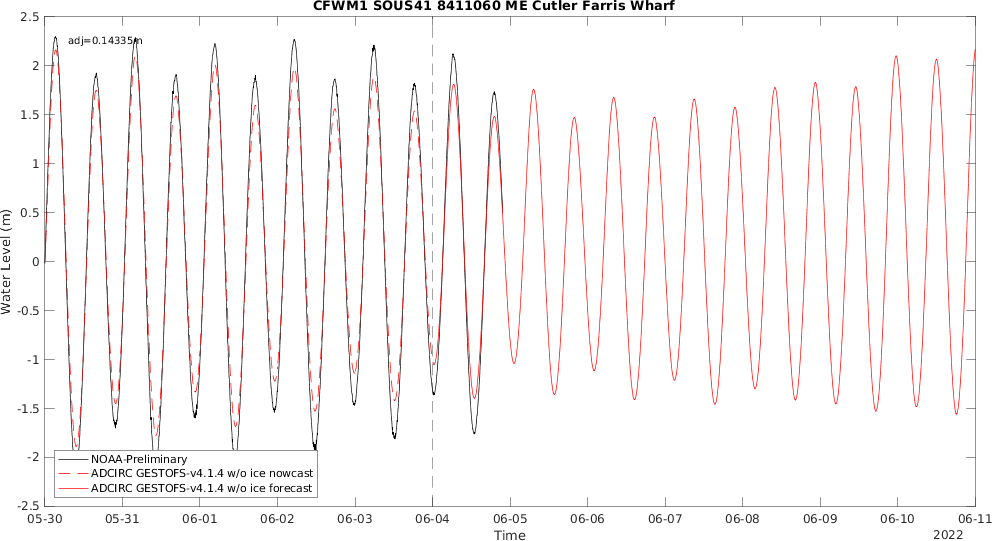 CFWM1 SOUS41 8411060 ME Cutler Farris Wharf
adj=0.14335m
2.5
2
1.5
1
0.5
0
-0.5
-1
-1.5
-2
-2.5
Water Level (m)
NOAA-Preliminary
ADCIRC GESTOFS-v4.1.4 w/o ice nowcast
ADCIRC GESTOFS-v4.1.4 w/o ice forecast
05-30 05-31 06-01 06-02 06-03 06-04 06-05 06-06 06-07 06-08 06-09 06-10 06-11
Time
2022